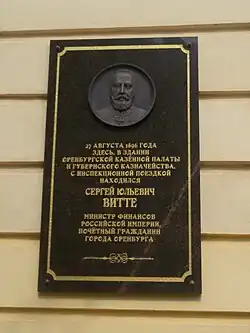 27 АВГУСТА 1896 ГОДА
ЗДЕСЬ, В ЗДАНИИ
ОРЕНБУРГСКОЙ КАЗЁННОЙ ПАЛАТЫ
И ГУБЕРНСКОГО КАЗНАЧЕЙСТВА,
С ИНСПЕКЦИОННОЙ ПОЕЗДКОЙ
НАХОДИЛСЯ
СЕРГЕЙ ЮЛЬЕВИЧ
ВИТТЕ
МИНИСТР ФИНАНСОВ
РОССИЙСКОЙ ИМПЕРИИ,
ПОЧЁТНЫЙ ГРАЖДАНИН
ГОРОДА ОРЕНБУРГА